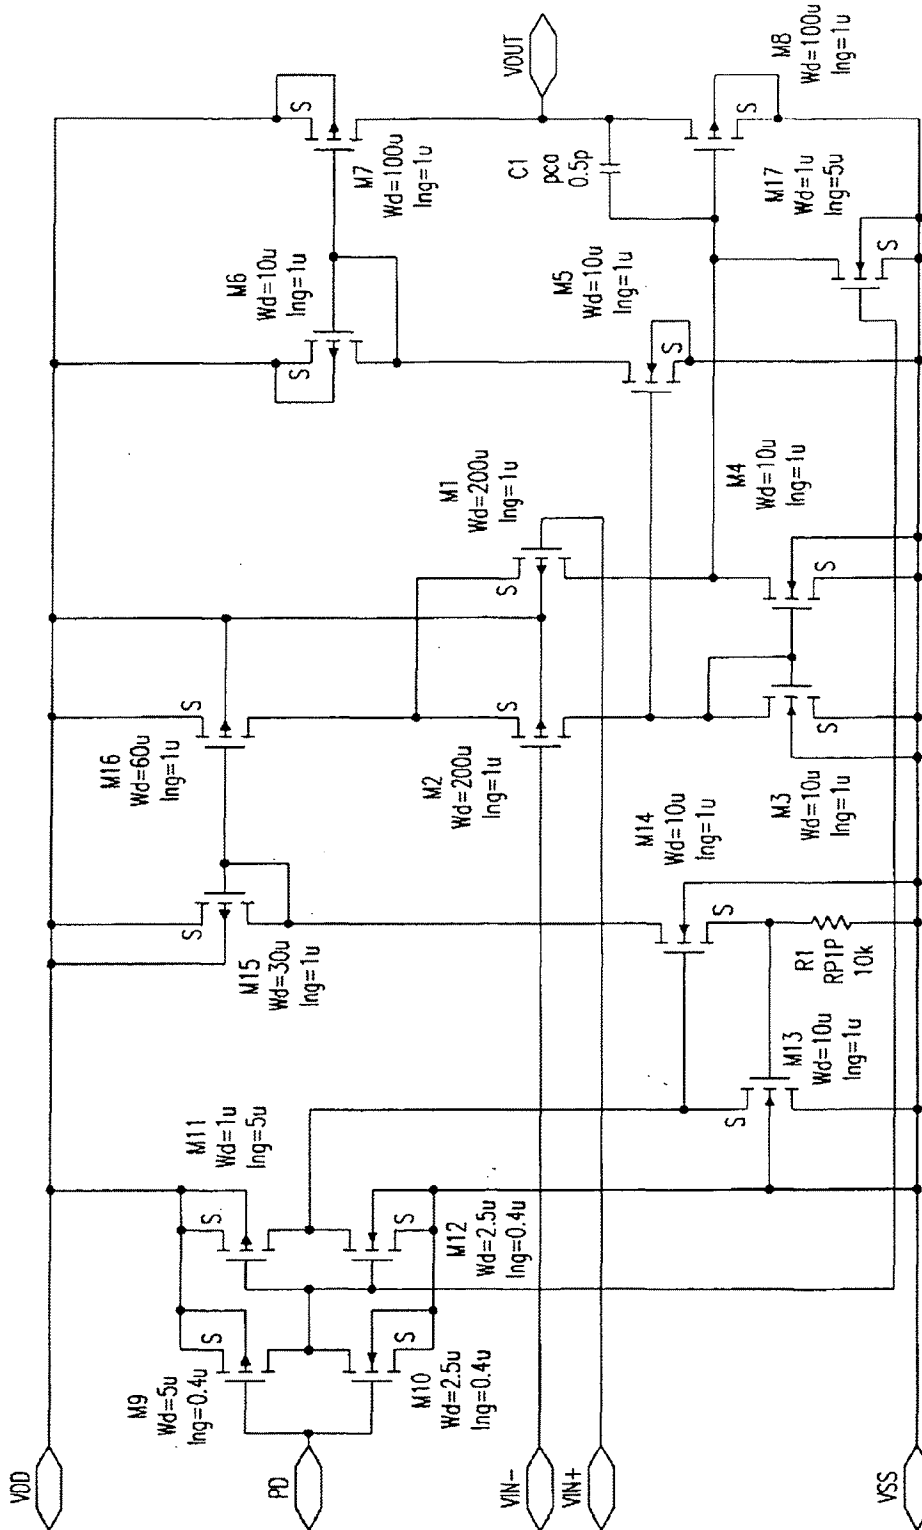 VDD
PD
VIN-
VIN+
VSS
VOUT
M9
Wd=5u
lng=0.4u
S
M10
Wd=2.5u
lng=0.4u
S
M11
Wd=1u
lng=5u
S
M12
Wd=2.5u
lng=0.4u
S
M13
Wd=10u
lng=1u
S
R1
RP1P
10k
M14
Wd=10u
lng=1u
S
M15
Wd=30u
lng=1u
S
M16
Wd=60u
lng=1u
S
M2
Wd=200u
lng=1u
S
M1
Wd=200u
lng=1u
S
M3
Wd=10u
lng=1u
S
M4
Wd=10u
lng=1u
S
M6
Wd=10u
lng=1u
S
M5
Wd=10u
lng=1u
S
M7
Wd=100u
lng=1u
S
C1
pca
0.5p
M17
Wd=1u
lng=5u
S
M8
Wd=100u
lng=1u
S